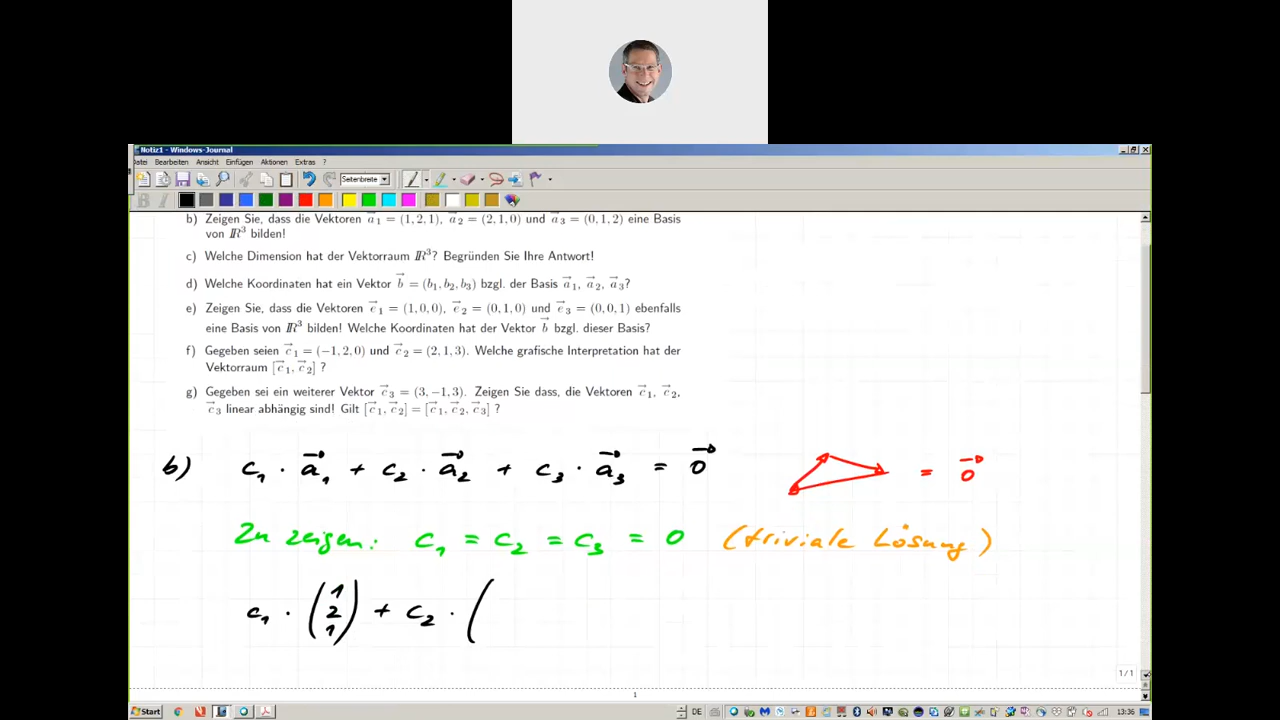 Notiz1 - Windows-Journal
Datei Bearbeiten Ansicht Einfügen Aktionen Extras ?
Seitenbreite
b) Zeigen Sie, dass die Vektoren a⃗₁ = (1, 2, 1), a⃗₂ = (2, 1, 0) und a⃗₃ = (0, 1, 2) eine Basis
von ℝ³ bilden!
c) Welche Dimension hat der Vektorraum ℝ³? Begründen Sie Ihre Antwort!
d) Welche Koordinaten hat ein Vektor b⃗ = (b₁, b₂, b₃) bzgl. der Basis a⃗₁, a⃗₂, a⃗₃?
e) Zeigen Sie, dass die Vektoren e⃗₁ = (1, 0, 0), e⃗₂ = (0, 1, 0) und e⃗₃ = (0, 0, 1) ebenfalls
eine Basis von ℝ³ bilden! Welche Koordinaten hat der Vektor b⃗ bzgl. dieser Basis?
f) Gegeben seien c⃗₁ = (−1, 2, 0) und c⃗₂ = (2, 1, 3). Welche grafische Interpretation hat der
Vektorraum [c⃗₁, c⃗₂] ?
g) Gegeben sei ein weiterer Vektor c⃗₃ = (3, −1, 3). Zeigen Sie dass, die Vektoren c⃗₁, c⃗₂,
c⃗₃ linear abhängig sind! Gilt [c⃗₁, c⃗₂] = [c⃗₁, c⃗₂, c⃗₃] ?
b) c₁ · a⃗₁ + c₂ · a⃗₂ + c₃ · a⃗₃ = 0⃗ = 0⃗
Zu zeigen: c₁ = c₂ = c₃ = 0 (triviale Lösung)
c₁ · (1 2 1) + c₂ · (
1 / 1
1
Start DE 13:36